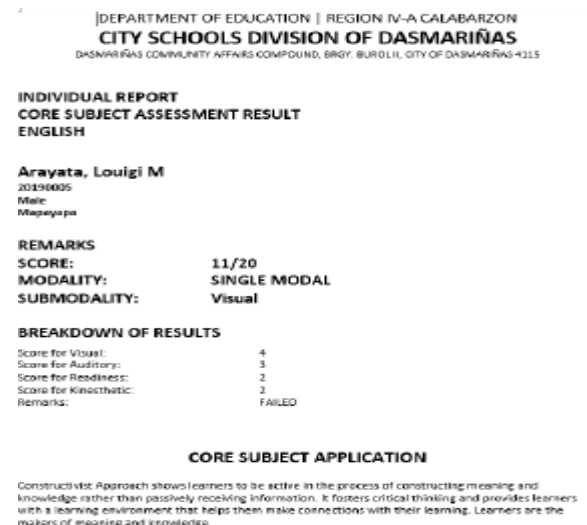 |DEPARTMENT OF EDUCATION | REGION IV-A CALABARZON
CITY SCHOOLS DIVISION OF DASMARIÑAS
DASMARIÑAS COMMUNITY AFFAIRS COMPOUND, BRGY. BUROL II, CITY OF DASMARIÑAS 4115
INDIVIDUAL REPORT
CORE SUBJECT ASSESSMENT RESULT
ENGLISH
Arayata, Louigi M
20190005
Male
Mapayapa
REMARKS
SCORE: 11/20
MODALITY: SINGLE MODAL
SUBMODALITY: Visual
BREAKDOWN OF RESULTS
Score for Visual: 4
Score for Auditory: 3
Score for Readiness: 2
Score for Kinesthetic: 2
Remarks: FAILED
CORE SUBJECT APPLICATION
Constructivist Approach shows learners to be active in the process of constructing meaning and
knowledge rather than passively receiving information. It fosters critical thinking and provides learners
with a learning environment that helps them make connections with their learning. Learners are the
makers of meaning and knowledge.